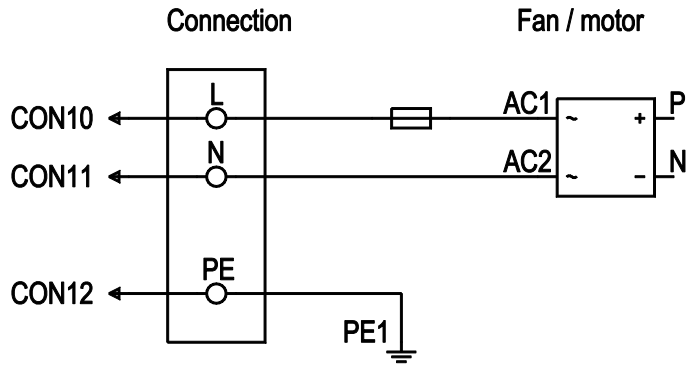 Connection
Fan / motor
CON10
L
AC1
~
+
P
CON11
N
AC2
~
−
N
CON12
PE
PE1